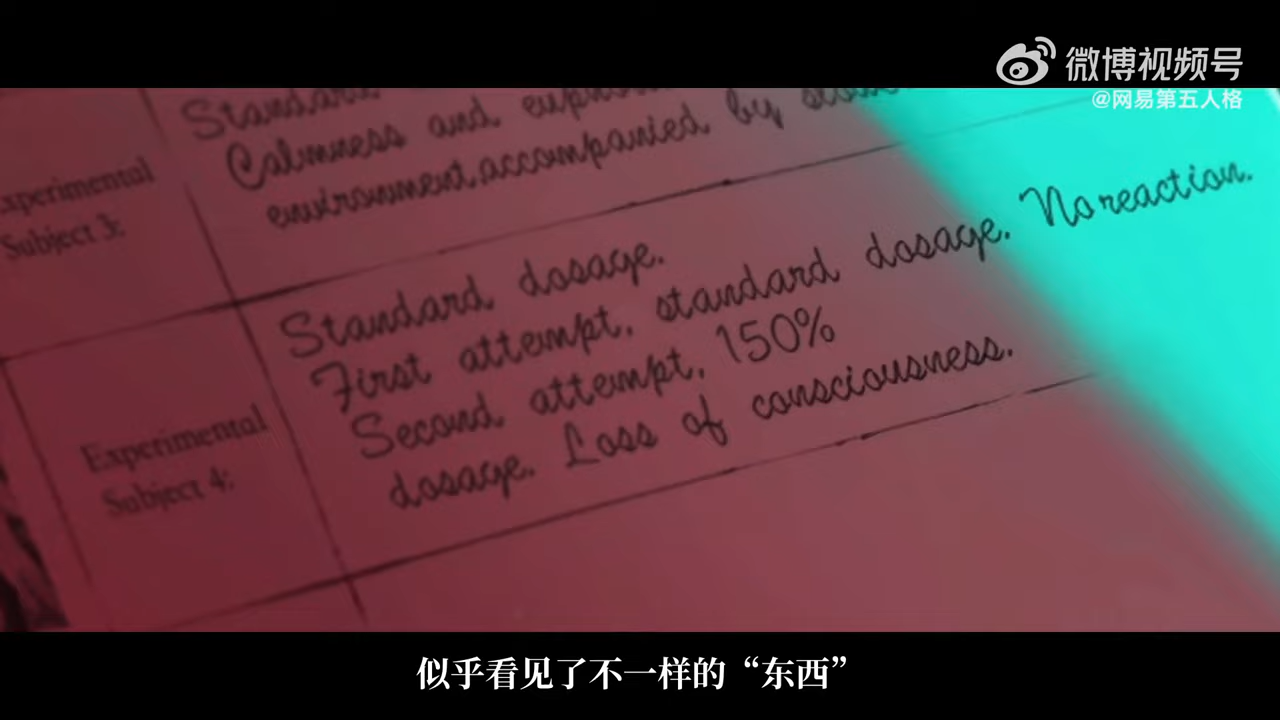 微博视频号
@网易第五人格
Standard
Calmness and
environment. accompanied by
Experimental
Subject 3:
Standard dosage.
First attempt, standard dosage. No reaction.
Second attempt, 150%
dosage. Loss of consciousness.
Experimental
Subject 4:
似乎看见了不一样的“东西”